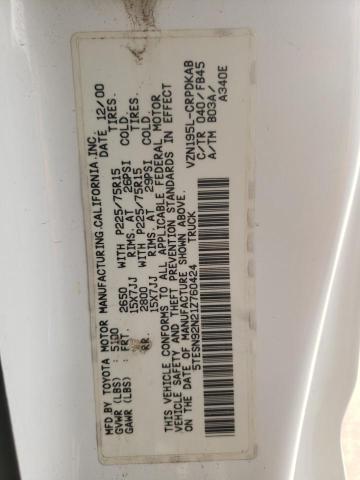 MFD BY TOYOTA MOTOR MANUFACTURING,CALIFORNIA,INC. 12/00
GVWR (LBS) : 5100
GAWR (LBS) : FRT. 2650 WITH P225/75R15 TIRES.
15X7JJ RIMS. AT 26PSI COLD.
RR. 2800 WITH P225/75R15 TIRES.
15X7JJ RIMS. AT 29PSI COLD.
THIS VEHICLE CONFORMS TO ALL APPLICABLE FEDERAL MOTOR
VEHICLE SAFETY AND THEFT PREVENTION STANDARDS IN EFFECT
ON THE DATE OF MANUFACTURE SHOWN ABOVE.
5TESN92N21Z760424 TRUCK
VZN195L-CRPDKAB
C/TR 040/FB45
A/TM B03A/
A340E